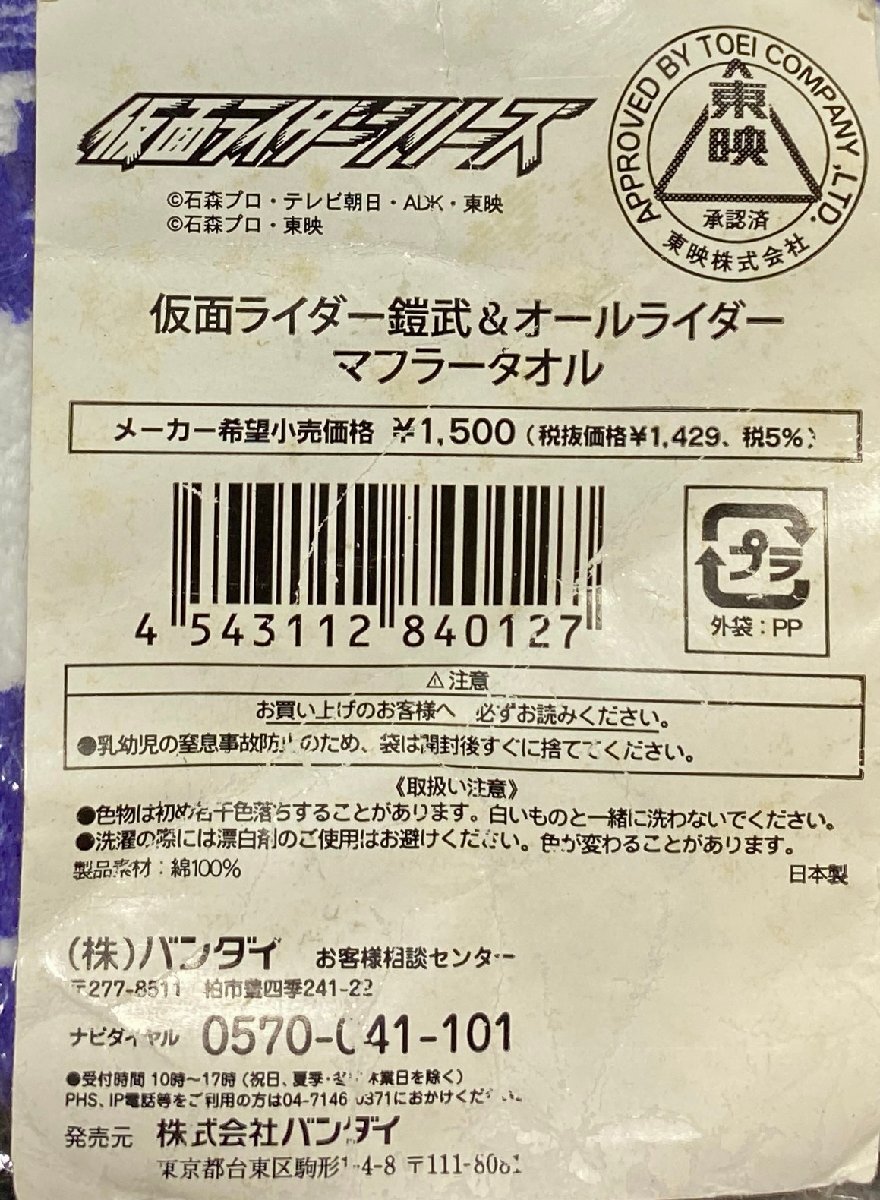 仮面ライダーシリーズ
APPROVED BY TOEI COMPANY,LTD.
東映
承認済
東映株式会社
©石森プロ・テレビ朝日・ADK・東映
©石森プロ・東映
仮面ライダー鎧武&オールライダー
マフラータオル
メーカー希望小売価格 ¥1,500(税抜価格¥1,429、税5%)
4 543112 840127
プラ
外袋:PP
⚠注意
お買い上げのお客様へ 必ずお読みください。
●乳幼児の窒息事故防止のため、袋は開封後すぐに捨ててください。
《取扱い注意》
●色物は初め若干色落ちすることがあります。白いものと一緒に洗わないでください。
●洗濯の際には漂白剤のご使用はお避けください。色が変わることがあります。
製品素材:綿100%
日本製
(株)バンダイ お客様相談センター
〒277-8511 柏市豊四季241-22
ナビダイヤル 0570-041-101
●受付時間 10時〜17時(祝日、夏季・冬季休業日を除く)
PHS、IP電話等をご利用の方は04-7146-0371におかけください。
発売元 株式会社バンダイ
東京都台東区駒形1-4-8 〒111-8081